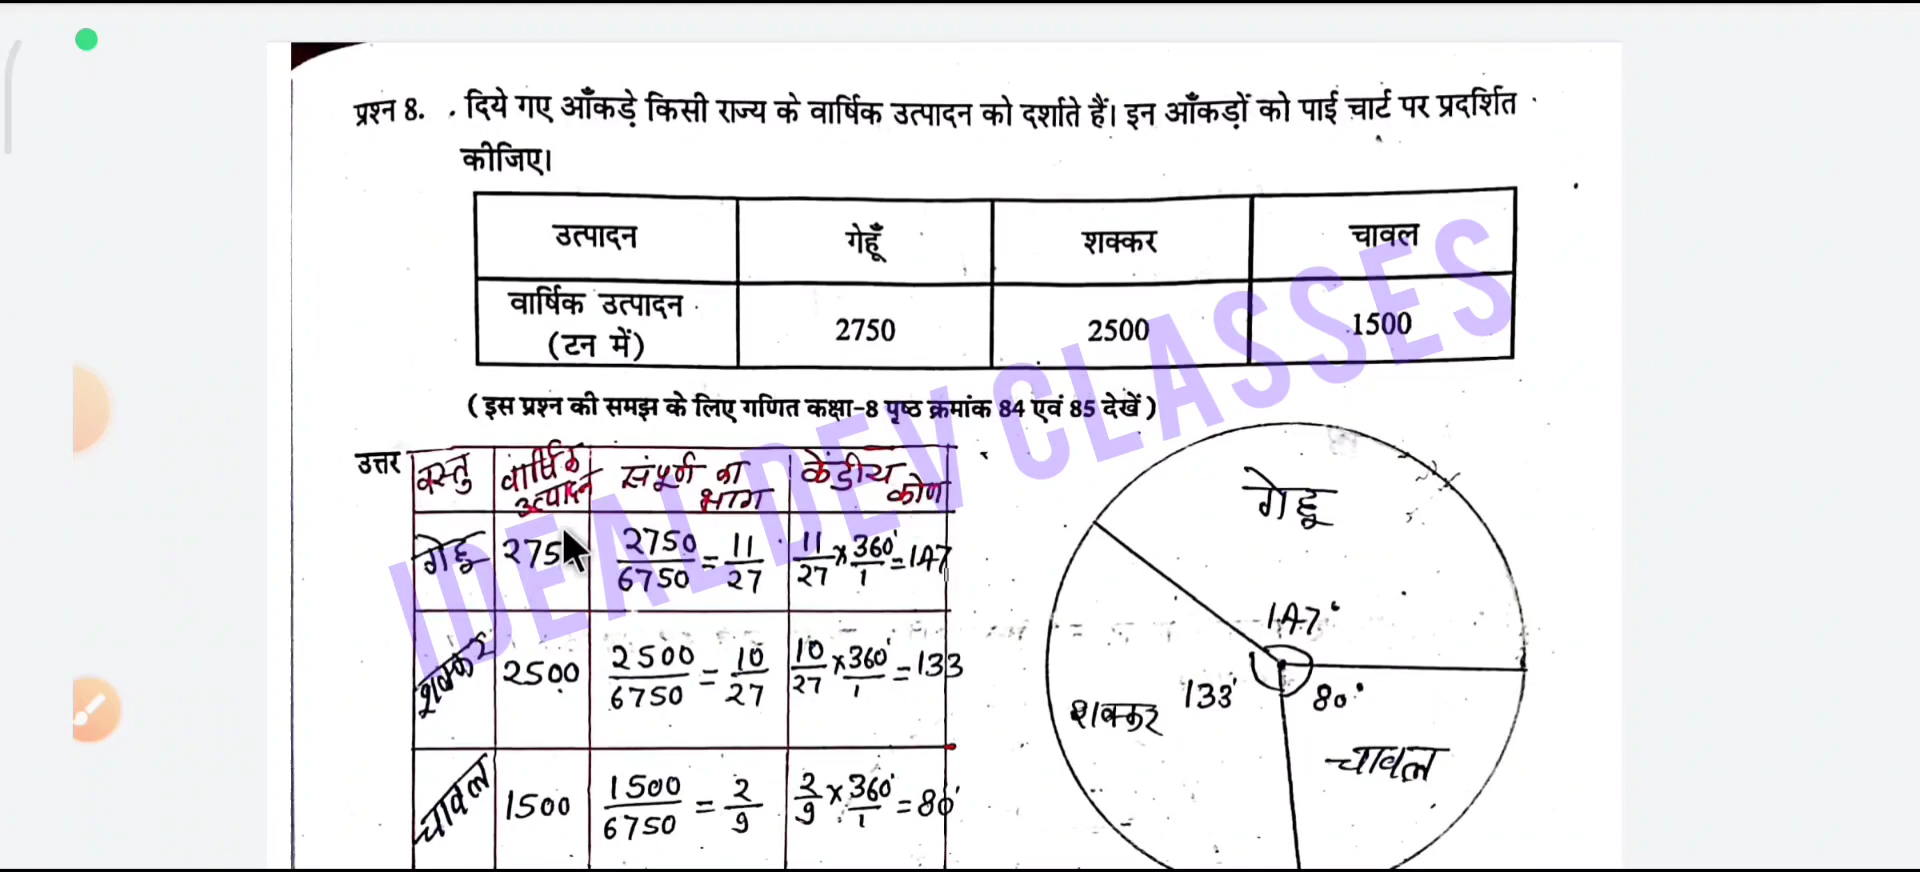 प्रश्न 8. . दिये गए आँकड़े किसी राज्य के वार्षिक उत्पादन को दर्शाते हैं। इन आँकड़ों को पाई चार्ट पर प्रदर्शित
कीजिए।
उत्पादन गेहूँ शक्कर चावल
वार्षिक उत्पादन
(टन में) 2750 2500 1500
(इस प्रश्न की समझ के लिए गणित कक्षा-8 पृष्ठ क्रमांक 84 एवं 85 देखें)
IDEAL DEV CLASSES
उत्तर
वस्तु वार्षिक उत्पादन संपूर्ण का भाग केंद्रीय कोण
गेहू 275 2750/6750 = 11/27 11/27 × 360°/1 = 147
शक्कर 2500 2500/6750 = 10/27 10/27 × 360°/1 = 133
चावल 1500 1500/6750 = 2/9 2/9 × 360°/1 = 80°
गेहू
147°
शक्कर 133° 80°
चावल